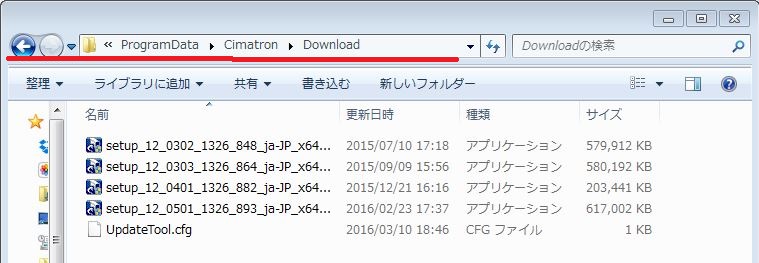 « ProgramData Cimatron Download Downloadの検索
整理 ライブラリに追加 共有 書き込む 新しいフォルダー
名前 更新日時 種類 サイズ
setup_12_0302_1326_848_ja-JP_x64... 2015/07/10 17:18 アプリケーション 579,912 KB
setup_12_0303_1326_864_ja-JP_x64... 2015/09/09 15:56 アプリケーション 580,192 KB
setup_12_0401_1326_882_ja-JP_x64... 2015/12/21 16:16 アプリケーション 203,441 KB
setup_12_0501_1326_893_ja-JP_x64... 2016/02/23 17:37 アプリケーション 617,002 KB
UpdateTool.cfg 2016/03/10 18:46 CFG ファイル 1 KB